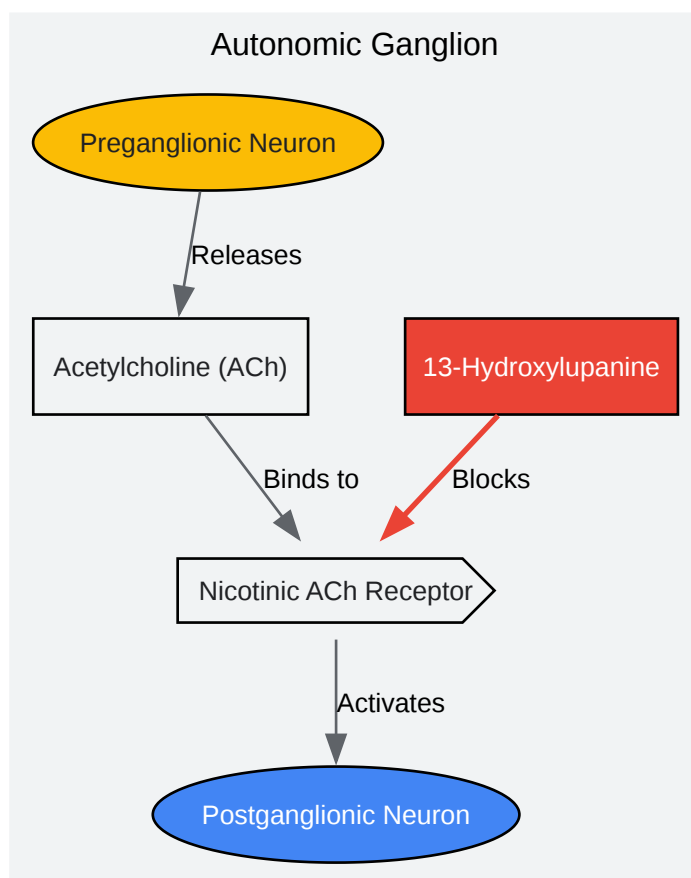 Autonomic Ganglion
Preganglionic Neuron
Releases
Acetylcholine (ACh)
13-Hydroxylupanine
Binds to
Blocks
Nicotinic ACh Receptor
Activates
Postganglionic Neuron